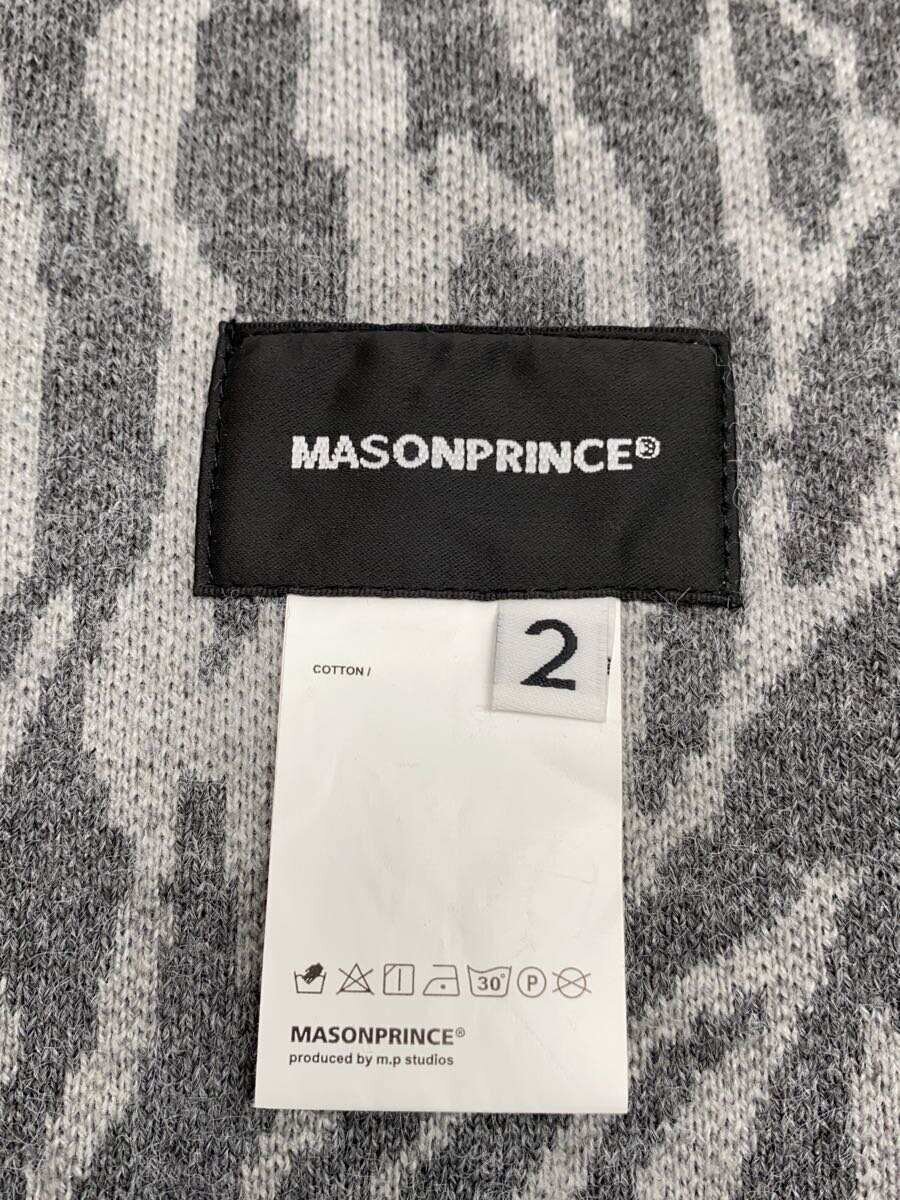 MASONPRINCE®
2
COTTON /
30°
P
MASONPRINCE®
produced by m.p studios